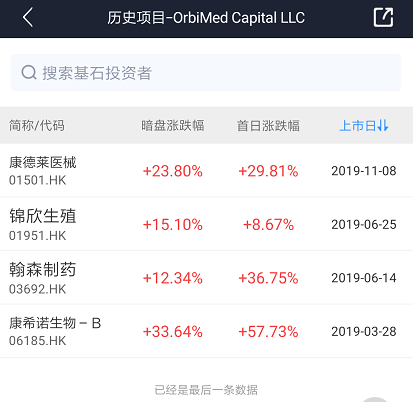 历史项目-OrbiMed Capital LLC
搜索基石投资者
简称/代码 暗盘涨跌幅 首日涨跌幅 上市日
康德莱医械 +23.80% +29.81% 2019-11-08
01501.HK
锦欣生殖 +15.10% +8.67% 2019-06-25
01951.HK
翰森制药 +12.34% +36.75% 2019-06-14
03692.HK
康希诺生物－B +33.64% +57.73% 2019-03-28
06185.HK
已经是最后一条数据